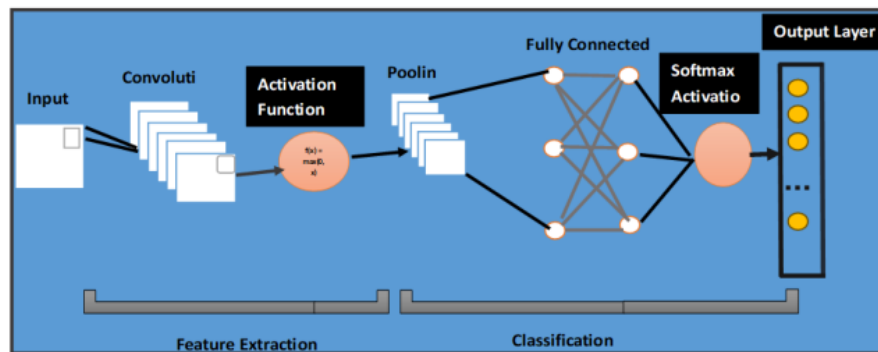 Output Layer
Fully Connected
Softmax
Activatio
Convoluti
Activation
Function
Poolin
Input
f(x) =
max(0,
x)
...
Feature Extraction
Classification